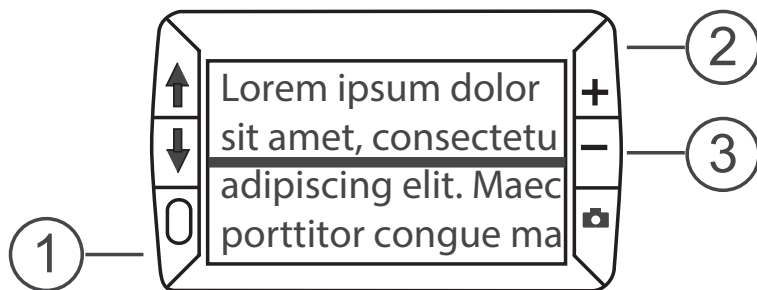 Lorem ipsum dolor
sit amet, consectetu
adipiscing elit. Maec
porttitor congue ma
+
−
1
2
3